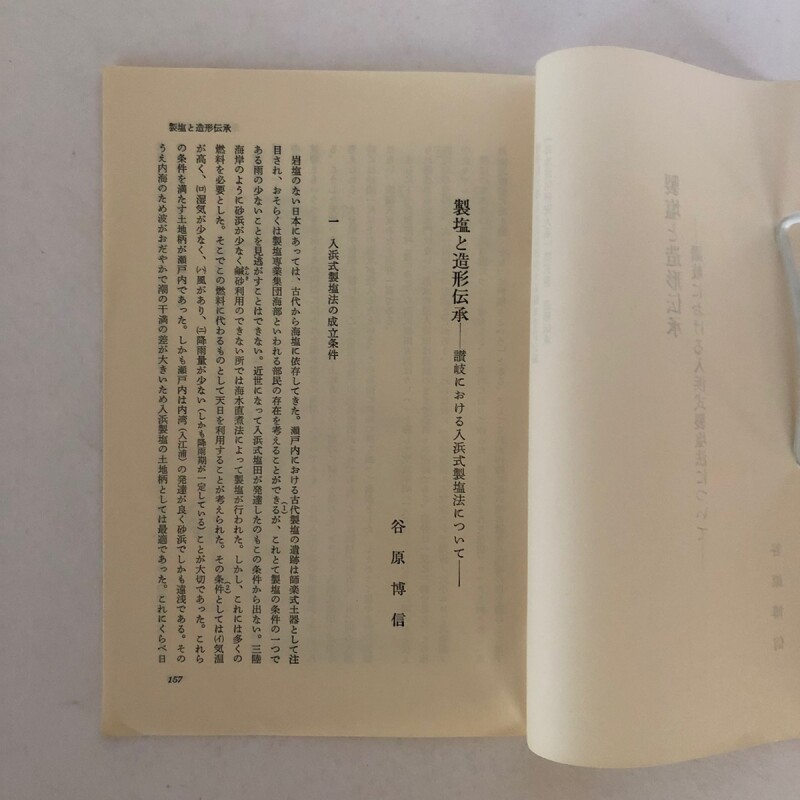 製塩と造形伝承
製塩と造形伝承――讃岐における入浜式製塩法について――
谷原博信
一 入浜式製塩法の成立条件
岩塩のない日本にあっては、古代から海塩に依存してきた。瀬戸内における古代製塩の遺跡は師楽式土器として注
目され、おそらくは製塩専業集団海部といわれる部民の存在を考えることができるが、(1)これとて製塩の条件の一つで
ある雨の少ないことを見逃がすことはできない。近世になって入浜式塩田が発達したのもこの条件から出ない。三陸
海岸のように砂浜が少なく鹹砂利用のできない所では海水直煮法によって製塩が行われた。しかし、これには多くの
燃料を必要とした。そこでこの燃料に代わるものとして天日を利用することが考えられた。その条件(2)としては(イ)気温
が高く、(ロ)湿気が少なく、(ハ)風があり、(ニ)降雨量が少ない(しかも降雨期が一定している)ことが大切であった。これら
の条件を満たす土地柄が瀬戸内であった。しかも瀬戸内は内湾(入江浦)の発達が良く砂浜でしかも遠浅である。その
うえ内海のため波がおだやかで潮の干満の差が大きいため入浜製塩の土地柄としては最適であった。これにくらべ日
157